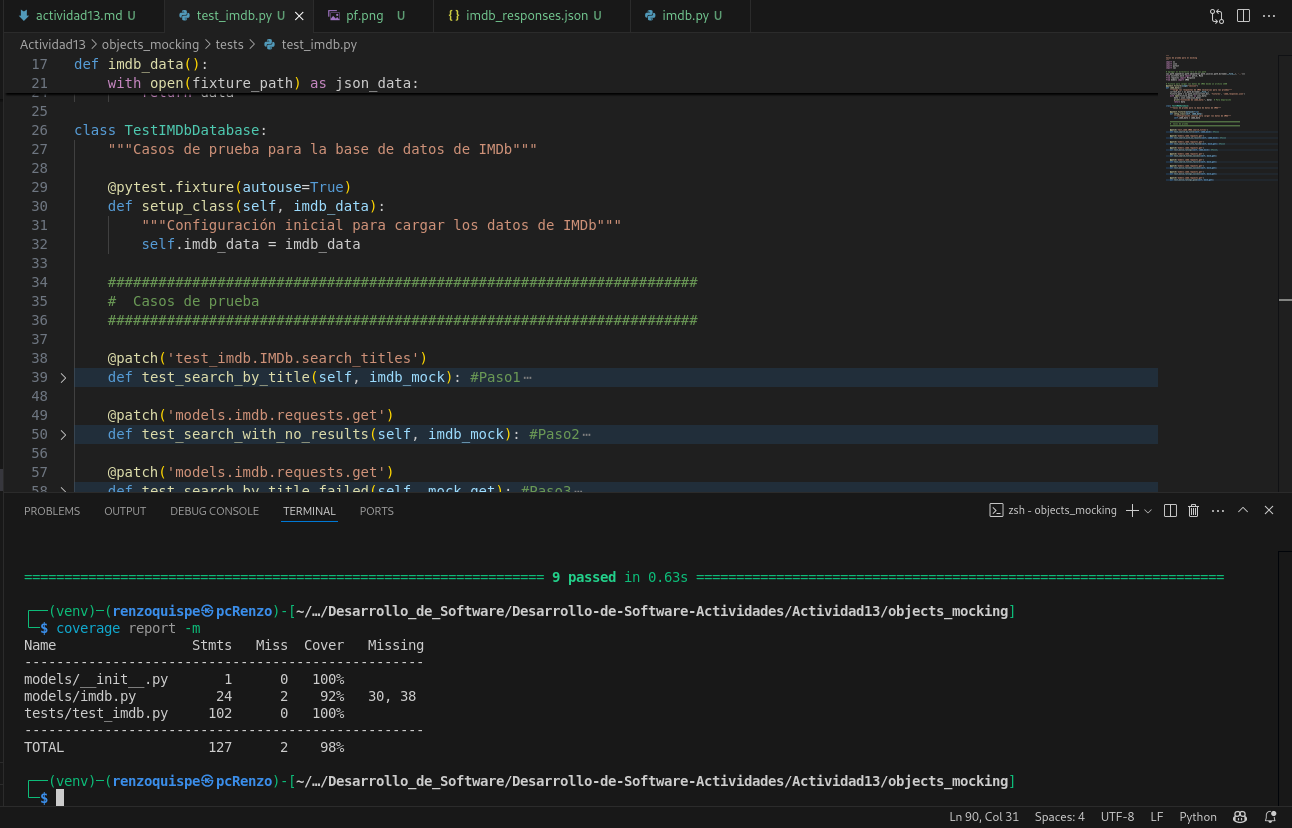 actividad13.md U test_imdb.py U pf.png U {} imdb_responses.json U imdb.py U ...
Actividad13 > objects_mocking > tests > test_imdb.py
17 def imdb_data():
21 with open(fixture_path) as json_data:
24 return data
25
26 class TestIMDbDatabase:
27 """Casos de prueba para la base de datos de IMDb"""
28
29 @pytest.fixture(autouse=True)
30 def setup_class(self, imdb_data):
31 """Configuración inicial para cargar los datos de IMDb"""
32 self.imdb_data = imdb_data
33
34 ######################################################################
35 # Casos de prueba
36 ######################################################################
37
38 @patch('test_imdb.IMDb.search_titles')
39 > def test_search_by_title(self, imdb_mock): #Paso1 ...
48
49 @patch('models.imdb.requests.get')
50 > def test_search_with_no_results(self, imdb_mock): #Paso2 ...
56
57 @patch('models.imdb.requests.get')
58 > def test_search_by_title_failed(self, mock_get): #Paso3 ...
PROBLEMS OUTPUT DEBUG CONSOLE TERMINAL PORTS zsh - objects_mocking
================================================================= 9 passed in 0.63s ==================================================================
┌──(venv)─(renzoquispe㉿pcRenzo)-[~/…/Desarrollo_de_Software/Desarrollo-de-Software-Actividades/Actividad13/objects_mocking]
└─$ coverage report -m
Name Stmts Miss Cover Missing
--------------------------------------------------
models/__init__.py 1 0 100%
models/imdb.py 24 2 92% 30, 38
tests/test_imdb.py 102 0 100%
--------------------------------------------------
TOTAL 127 2 98%
┌──(venv)─(renzoquispe㉿pcRenzo)-[~/…/Desarrollo_de_Software/Desarrollo-de-Software-Actividades/Actividad13/objects_mocking]
└─$
Ln 90, Col 31 Spaces: 4 UTF-8 LF Python